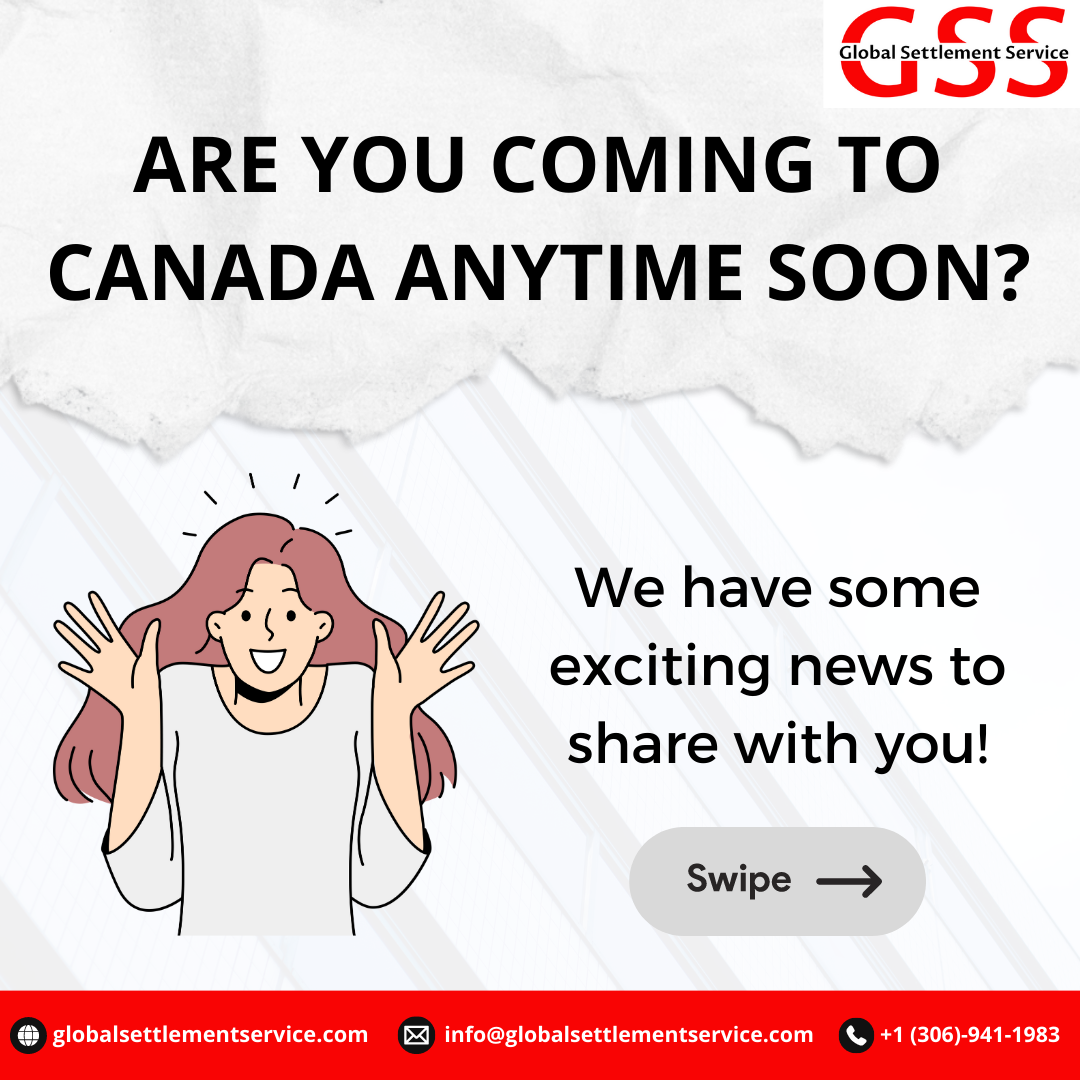 GSS
Global Settlement Service
ARE YOU COMING TO
CANADA ANYTIME SOON?
We have some
exciting news to
share with you!
Swipe
globalsettlementservice.com
info@globalsettlementservice.com
+1 (306)-941-1983